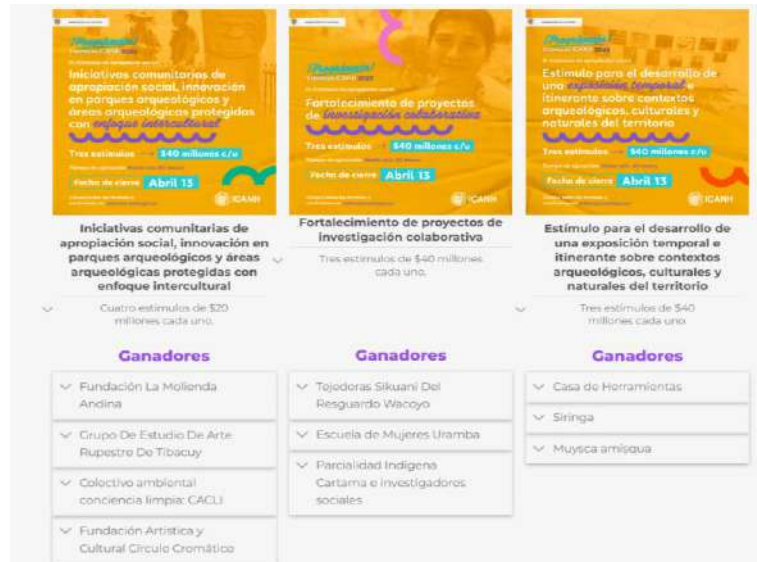 ¡Propónganse!
Estímulos ICANH 2023
Iniciativas comunitarias de
apropiación social, innovación
en parques arqueológicos y
áreas arqueológicas protegidas
con enfoque intercultural
Tres estímulos → $40 millones c/u
Fecha de cierre Abril 13
ICANH
Iniciativas comunitarias de
apropiación social, innovación en
parques arqueológicos y áreas
arqueológicas protegidas con
enfoque intercultural
Cuatro estímulos de $20
millones cada uno.
Ganadores
Fundación La Molienda
Andina
Grupo De Estudio De Arte
Rupestre De Tibacuy
Colectivo ambiental
conciencia limpia: CACLI
Fundación Artística y
Cultural Círculo Cromático
Fortalecimiento de proyectos
de investigación colaborativa
Tres estímulos → $40 millones c/u
Fecha de cierre Abril 13
ICANH
Fortalecimiento de proyectos de
investigación colaborativa
Tres estímulos de $40 millones
cada uno.
Ganadores
Tejedoras Sikuani Del
Resguardo Wacoyo
Escuela de Mujeres Uramba
Parcialidad Indígena
Cartama e investigadores
sociales
Estímulo para el desarrollo de
una exposición temporal e
itinerante sobre contextos
arqueológicos, culturales y
naturales del territorio
Tres estímulos → $40 millones c/u
Fecha de cierre Abril 13
ICANH
Estímulo para el desarrollo de
una exposición temporal e
itinerante sobre contextos
arqueológicos, culturales y
naturales del territorio
Tres estímulos de $40
millones cada uno
Ganadores
Casa de Herramientas
Siringa
Muysca amisqua